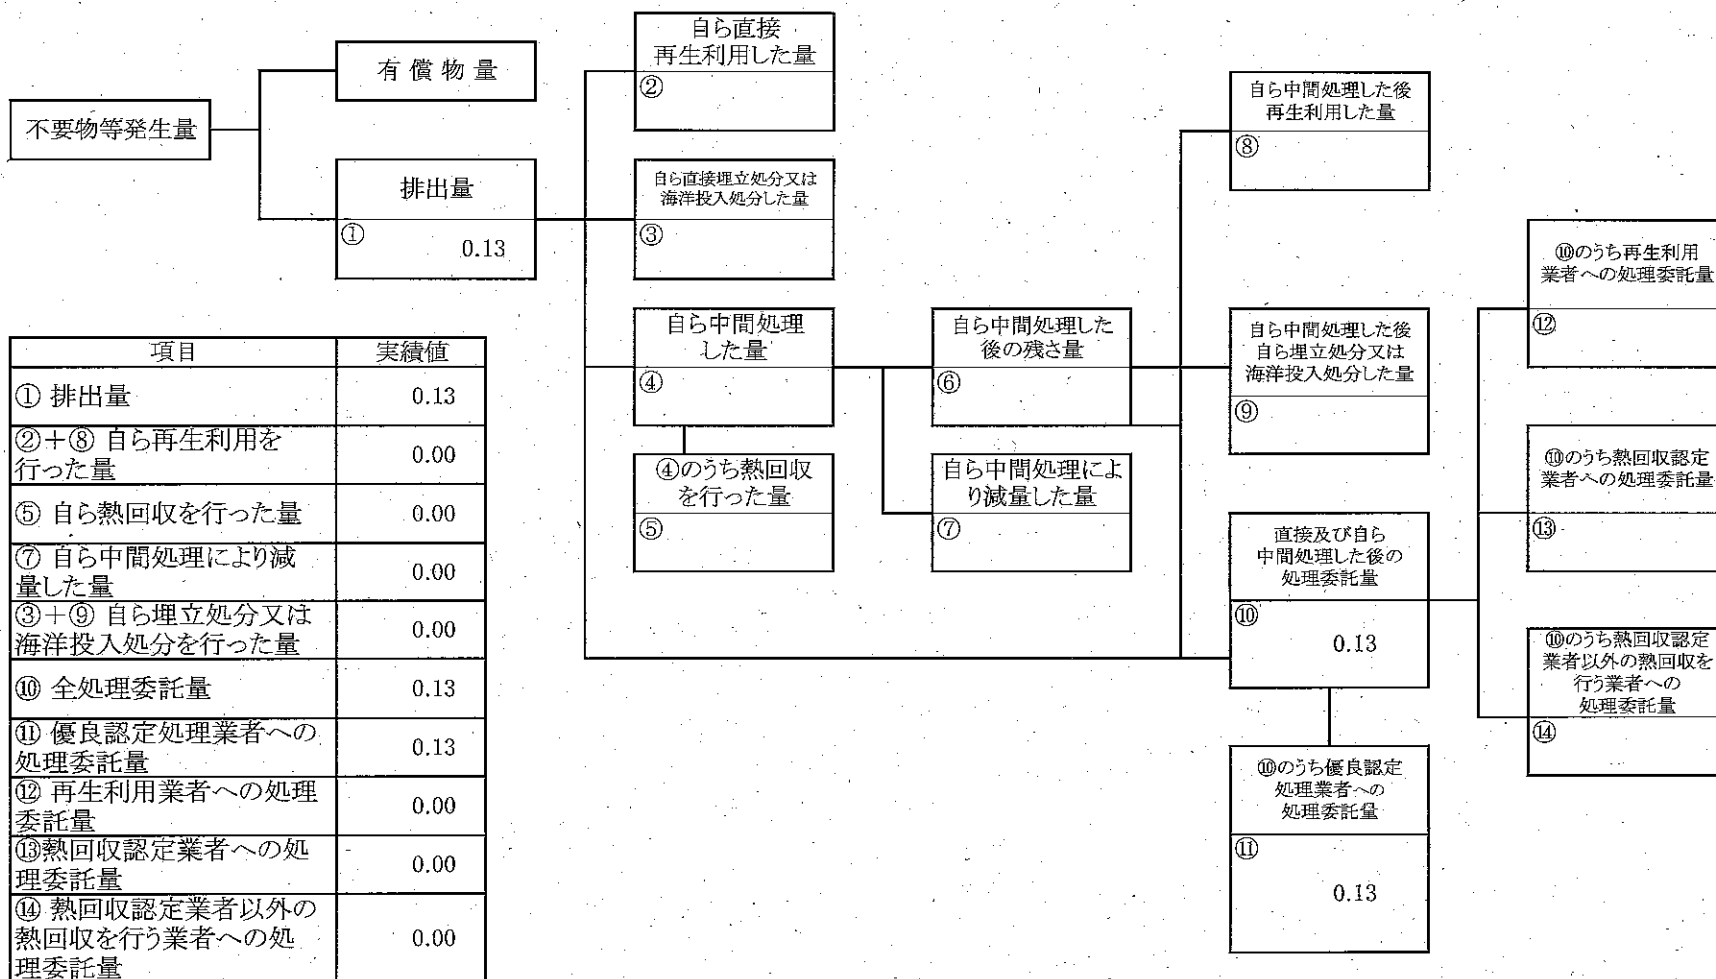 不要物等発生量
有償物量
排出量
①
0.13
自ら直接
再生利用した量
②
自ら直接埋立処分又は
海洋投入処分した量
③
自ら中間処理
した量
④
④のうち熱回収
を行った量
⑤
自ら中間処理した
後の残さ量
⑥
自ら中間処理によ
り減量した量
⑦
自ら中間処理した後
再生利用した量
⑧
自ら中間処理した後
自ら埋立処分又は
海洋投入処分した量
⑨
直接及び自ら
中間処理した後の
処理委託量
⑩
0.13
⑩のうち優良認定
処理業者への
処理委託量
⑪
0.13
⑩のうち再生利用
業者への処理委託量
⑫
⑩のうち熱回収認定
業者への処理委託量
⑬
⑩のうち熱回収認定
業者以外の熱回収を
行う業者への
処理委託量
⑭
項目 実績値
① 排出量 0.13
②+⑧ 自ら再生利用を
行った量 0.00
⑤ 自ら熱回収を行った量 0.00
⑦ 自ら中間処理により減
量した量 0.00
③+⑨ 自ら埋立処分又は
海洋投入処分を行った量 0.00
⑩ 全処理委託量 0.13
⑪ 優良認定処理業者への
処理委託量 0.13
⑫ 再生利用業者への処理
委託量 0.00
⑬熱回収認定業者への処
理委託量 0.00
⑭ 熱回収認定業者以外の
熱回収を行う業者への処
理委託量 0.00